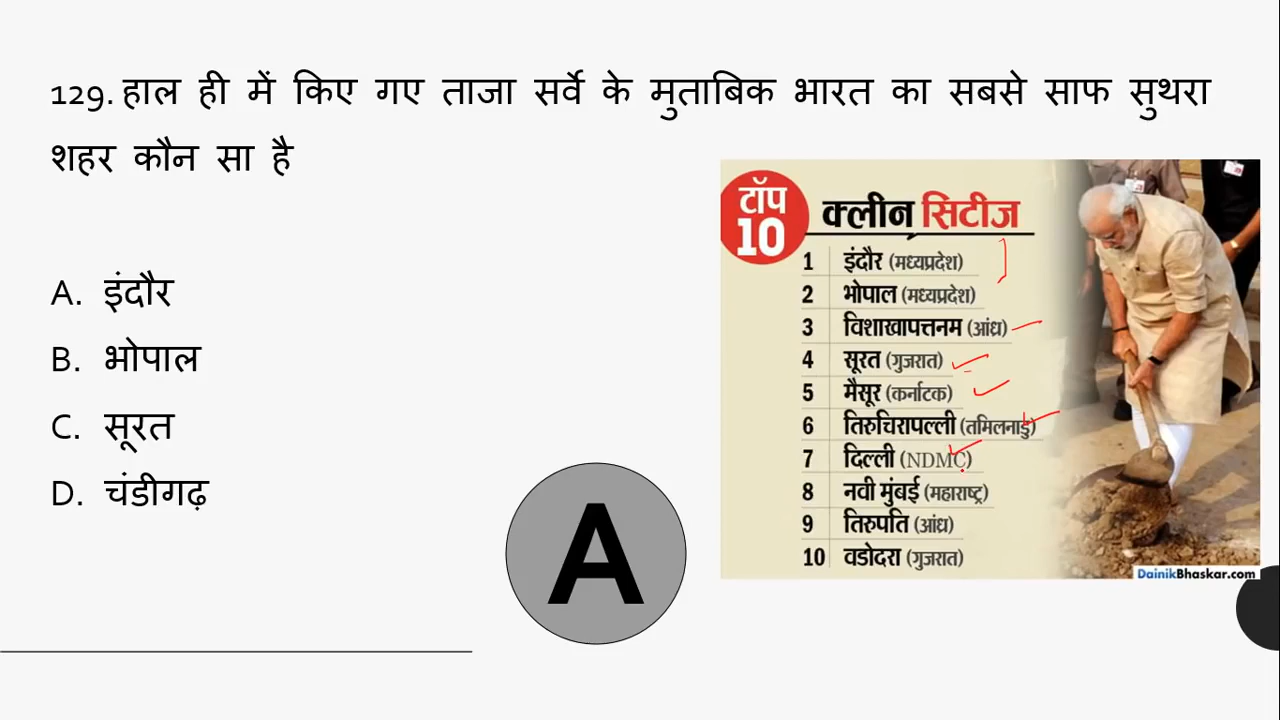 129. हाल ही में किए गए ताजा सर्वे के मुताबिक भारत का सबसे साफ सुथरा
शहर कौन सा है
A. इंदौर
B. भोपाल
C. सूरत
D. चंडीगढ़
A
टॉप
10
क्लीन सिटीज
1 इंदौर (मध्यप्रदेश)
2 भोपाल (मध्यप्रदेश)
3 विशाखापत्तनम (आंध्र)
4 सूरत (गुजरात)
5 मैसूर (कर्नाटक)
6 तिरुचिरापल्ली (तमिलनाडु)
7 दिल्ली (NDMC)
8 नवी मुंबई (महाराष्ट्र)
9 तिरुपति (आंध्र)
10 वडोदरा (गुजरात)
DainikBhaskar.com